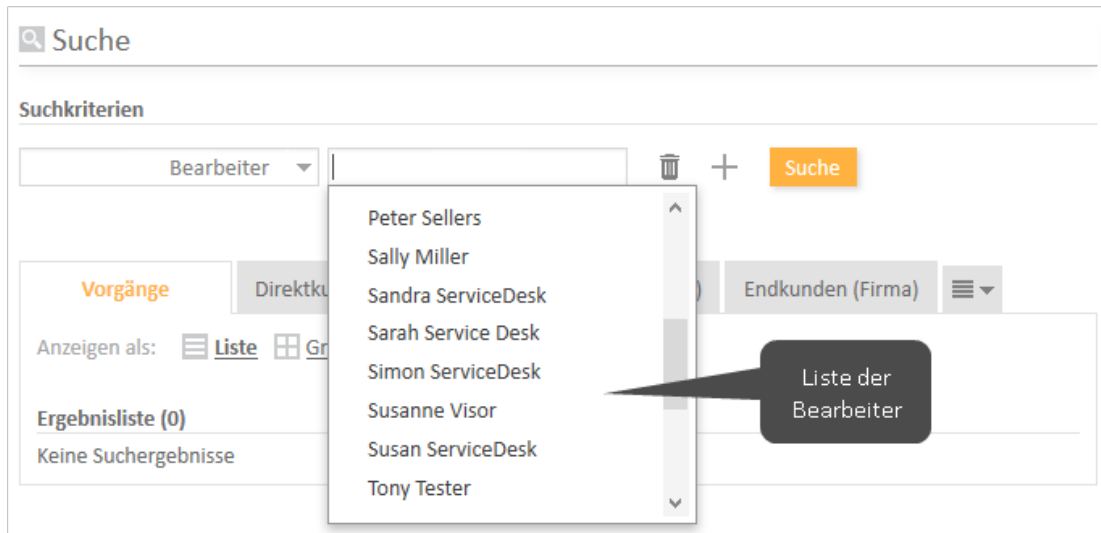 Suche
Suchkriterien
Bearbeiter
Suche
Peter Sellers
Sally Miller
Sandra ServiceDesk
Sarah Service Desk
Simon ServiceDesk
Susanne Visor
Susan ServiceDesk
Tony Tester
Vorgänge
Endkunden (Firma)
Anzeigen als: Liste
Liste der
Bearbeiter
Ergebnisliste (0)
Keine Suchergebnisse